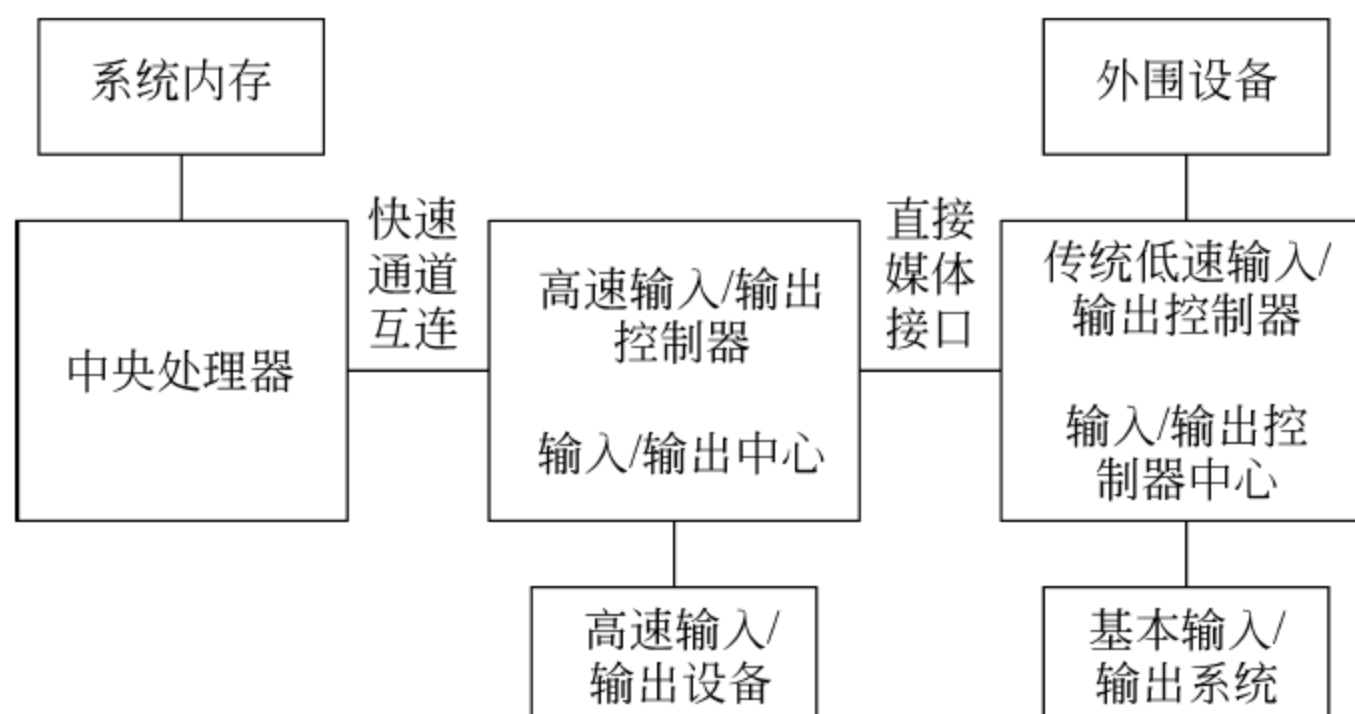 系统内存
外围设备
快速
通道
互连
直接
媒体
接口
中央处理器
高速输入/输出
控制器
输入/输出中心
传统低速输入/
输出控制器
输入/输出控
制器中心
高速输入/
输出设备
基本输入/
输出系统